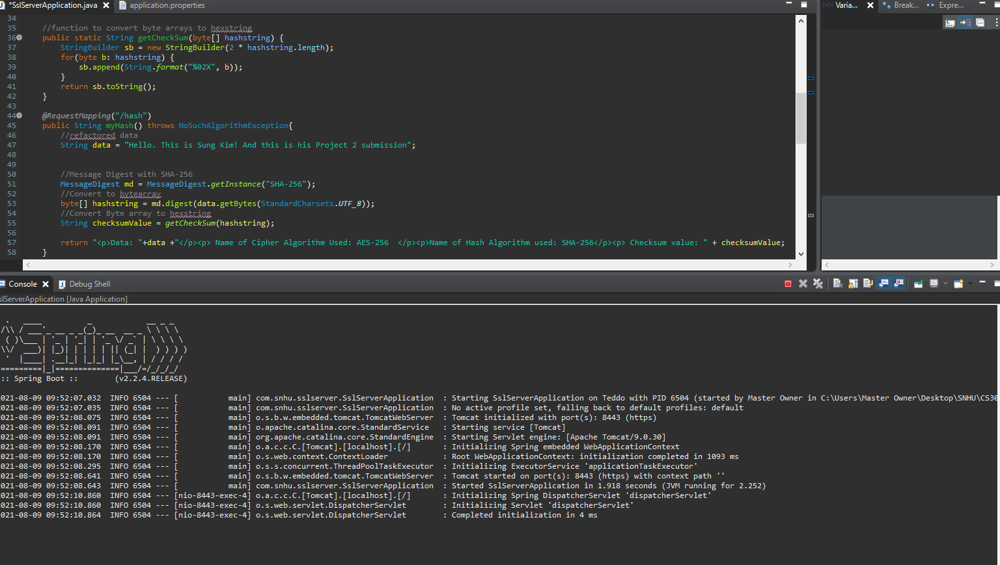 *SslServerApplication.java application.properties Varia... Break... Expre...
34
35 //function to convert byte arrays to hexstring
36 public static String getCheckSum(byte[] hashstring) {
37 StringBuilder sb = new StringBuilder(2 * hashstring.length);
38 for(byte b: hashstring) {
39 sb.append(String.format("%02X", b));
40 }
41 return sb.toString();
42 }
43
44 @RequestMapping("/hash")
45 public String myHash() throws NoSuchAlgorithmException{
46 //refactored data
47 String data = "Hello. This is Sung Kim! And this is his Project 2 submission";
48
49
50 //Message Digest with SHA-256
51 MessageDigest md = MessageDigest.getInstance("SHA-256");
52 //Convert to bytearray
53 byte[] hashstring = md.digest(data.getBytes(StandardCharsets.UTF_8));
54 //Convert Byte array to hexstring
55 String checksumValue = getCheckSum(hashstring);
56
57 return "<p>Data: "+data +"</p><p> Name of Cipher Algorithm Used: AES-256  </p><p>Name of Hash Algorithm used: SHA-256</p><p> Checksum value: " + checksumValue;
58 }
Console Debug Shell
slServerApplication [Java Application]
:: Spring Boot :: (v2.2.4.RELEASE)
021-08-09 09:52:07.032 INFO 6504 --- [ main] com.snhu.sslserver.SslServerApplication : Starting SslServerApplication on Teddo with PID 6504 (started by Master Owner in C:\Users\Master Owner\Desktop\SNHU\CS30
021-08-09 09:52:07.035 INFO 6504 --- [ main] com.snhu.sslserver.SslServerApplication : No active profile set, falling back to default profiles: default
021-08-09 09:52:08.075 INFO 6504 --- [ main] o.s.b.w.embedded.tomcat.TomcatWebServer : Tomcat initialized with port(s): 8443 (https)
021-08-09 09:52:08.091 INFO 6504 --- [ main] o.apache.catalina.core.StandardService : Starting service [Tomcat]
021-08-09 09:52:08.091 INFO 6504 --- [ main] org.apache.catalina.core.StandardEngine : Starting Servlet engine: [Apache Tomcat/9.0.30]
021-08-09 09:52:08.170 INFO 6504 --- [ main] o.a.c.c.C.[Tomcat].[localhost].[/] : Initializing Spring embedded WebApplicationContext
021-08-09 09:52:08.170 INFO 6504 --- [ main] o.s.web.context.ContextLoader : Root WebApplicationContext: initialization completed in 1093 ms
021-08-09 09:52:08.295 INFO 6504 --- [ main] o.s.s.concurrent.ThreadPoolTaskExecutor : Initializing ExecutorService 'applicationTaskExecutor'
021-08-09 09:52:08.641 INFO 6504 --- [ main] o.s.b.w.embedded.tomcat.TomcatWebServer : Tomcat started on port(s): 8443 (https) with context path ''
021-08-09 09:52:08.643 INFO 6504 --- [ main] com.snhu.sslserver.SslServerApplication : Started SslServerApplication in 1.918 seconds (JVM running for 2.252)
021-08-09 09:52:10.860 INFO 6504 --- [nio-8443-exec-4] o.a.c.c.C.[Tomcat].[localhost].[/] : Initializing Spring DispatcherServlet 'dispatcherServlet'
021-08-09 09:52:10.860 INFO 6504 --- [nio-8443-exec-4] o.s.web.servlet.DispatcherServlet : Initializing Servlet 'dispatcherServlet'
021-08-09 09:52:10.864 INFO 6504 --- [nio-8443-exec-4] o.s.web.servlet.DispatcherServlet : Completed initialization in 4 ms